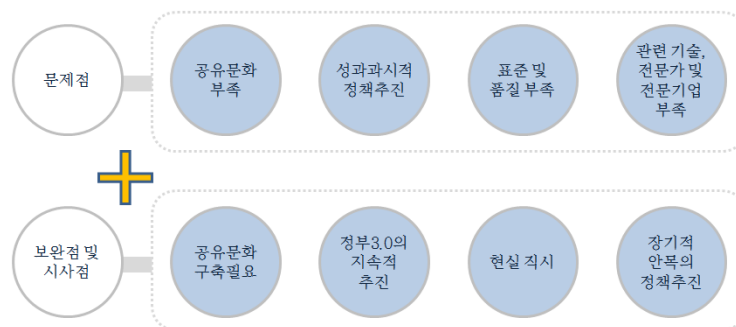 문제점
공유문화
부족
성과과시적
정책추진
표준 및
품질 부족
관련 기술,
전문가 및
전문기업
부족
보완점 및
시사점
공유문화
구축필요
정부3.0의
지속적
추진
현실 직시
장기적
안목의
정책추진